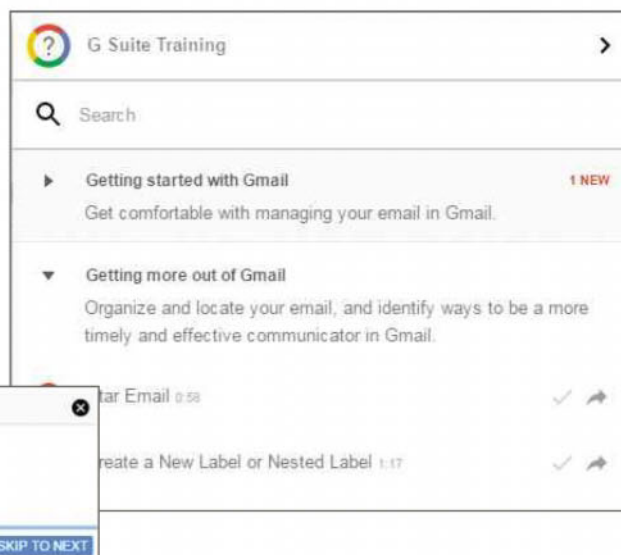 ? G Suite Training
Search
Getting started with Gmail 1 NEW
Get comfortable with managing your email in Gmail.
Getting more out of Gmail
Organize and locate your email, and identify ways to be a more
timely and effective communicator in Gmail.
tar Email 0:58
reate a New Label or Nested Label 1:17
SKIP TO NEXT